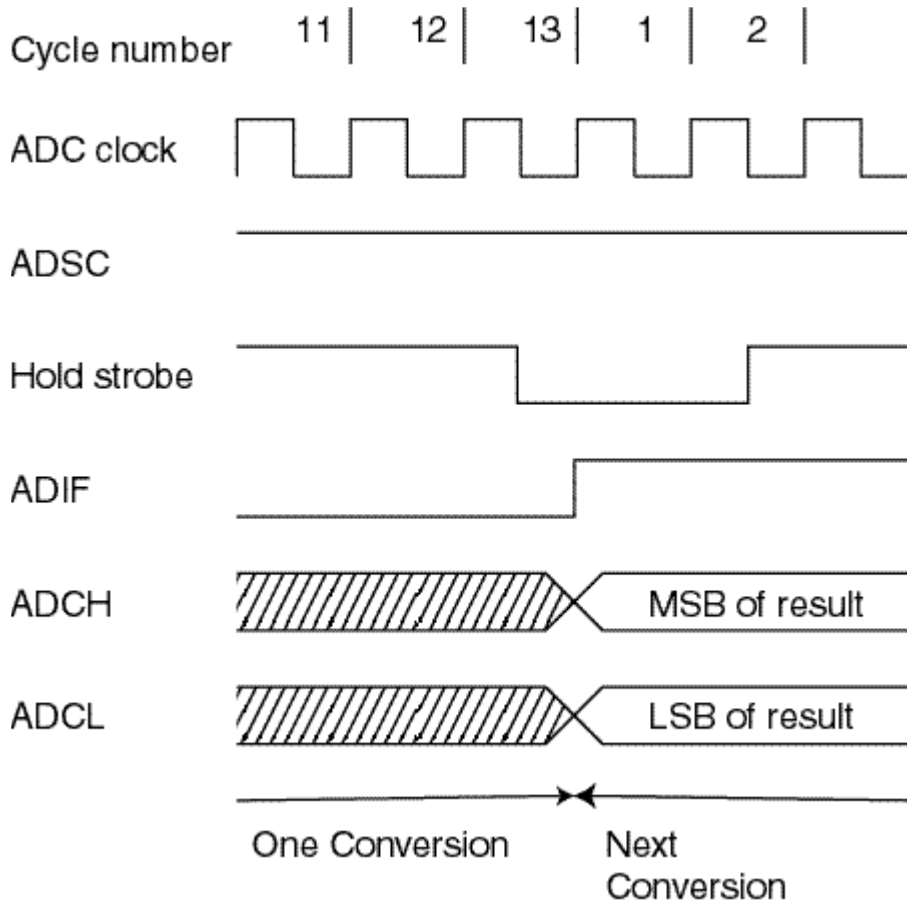 Cycle number 11 12 13 1 2
ADC clock
ADSC
Hold strobe
ADIF
ADCH MSB of result
ADCL LSB of result
One Conversion Next
Conversion